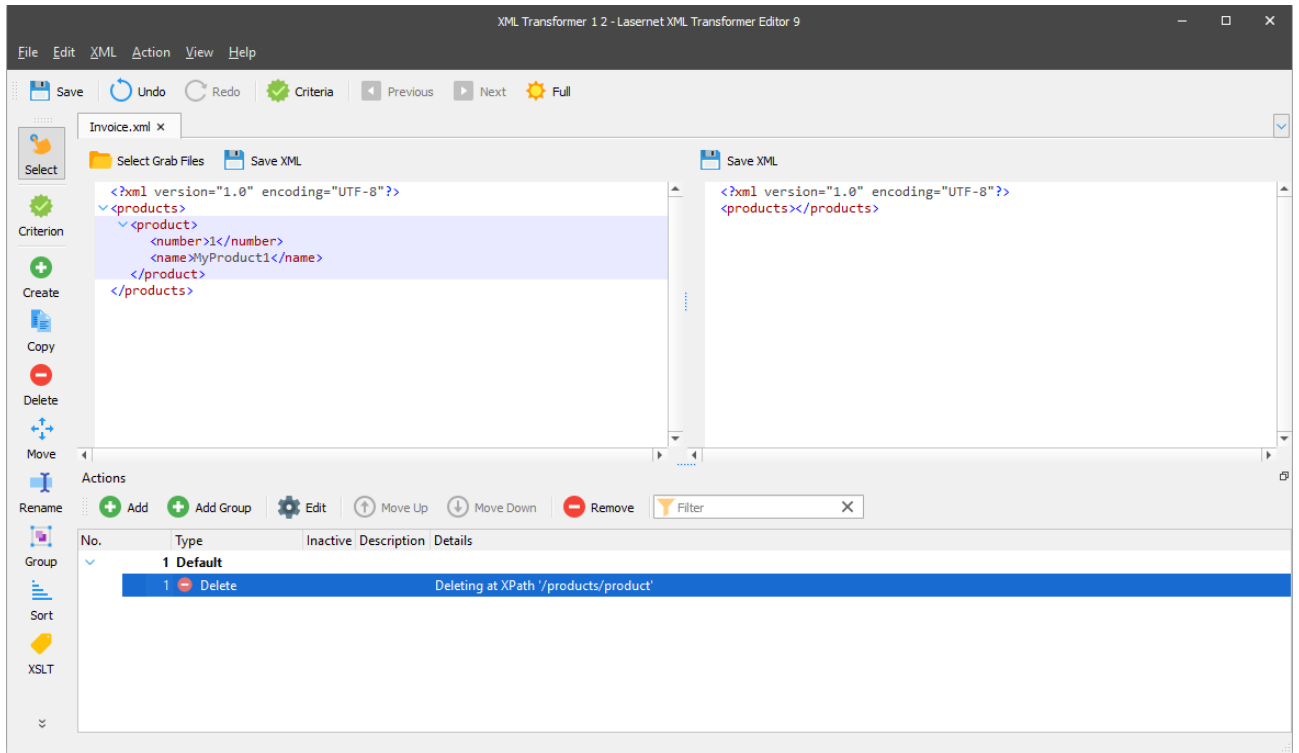 XML Transformer 1 2 - Lasernet XML Transformer Editor 9
File Edit XML Action View Help
Save Undo Redo Criteria Previous Next Full
Invoice.xml
Select
Select Grab Files Save XML
Save XML
<?xml version="1.0" encoding="UTF-8"?>
<products>
<product>
<number>1</number>
<name>MyProduct1</name>
</product>
</products>
<?xml version="1.0" encoding="UTF-8"?>
<products></products>
Criterion
Create
Copy
Delete
Move
Rename
Group
Sort
XSLT
Actions
Add Add Group Edit Move Up Move Down Remove Filter
No. Type Inactive Description Details
1 Default
1 Delete Deleting at XPath '/products/product'